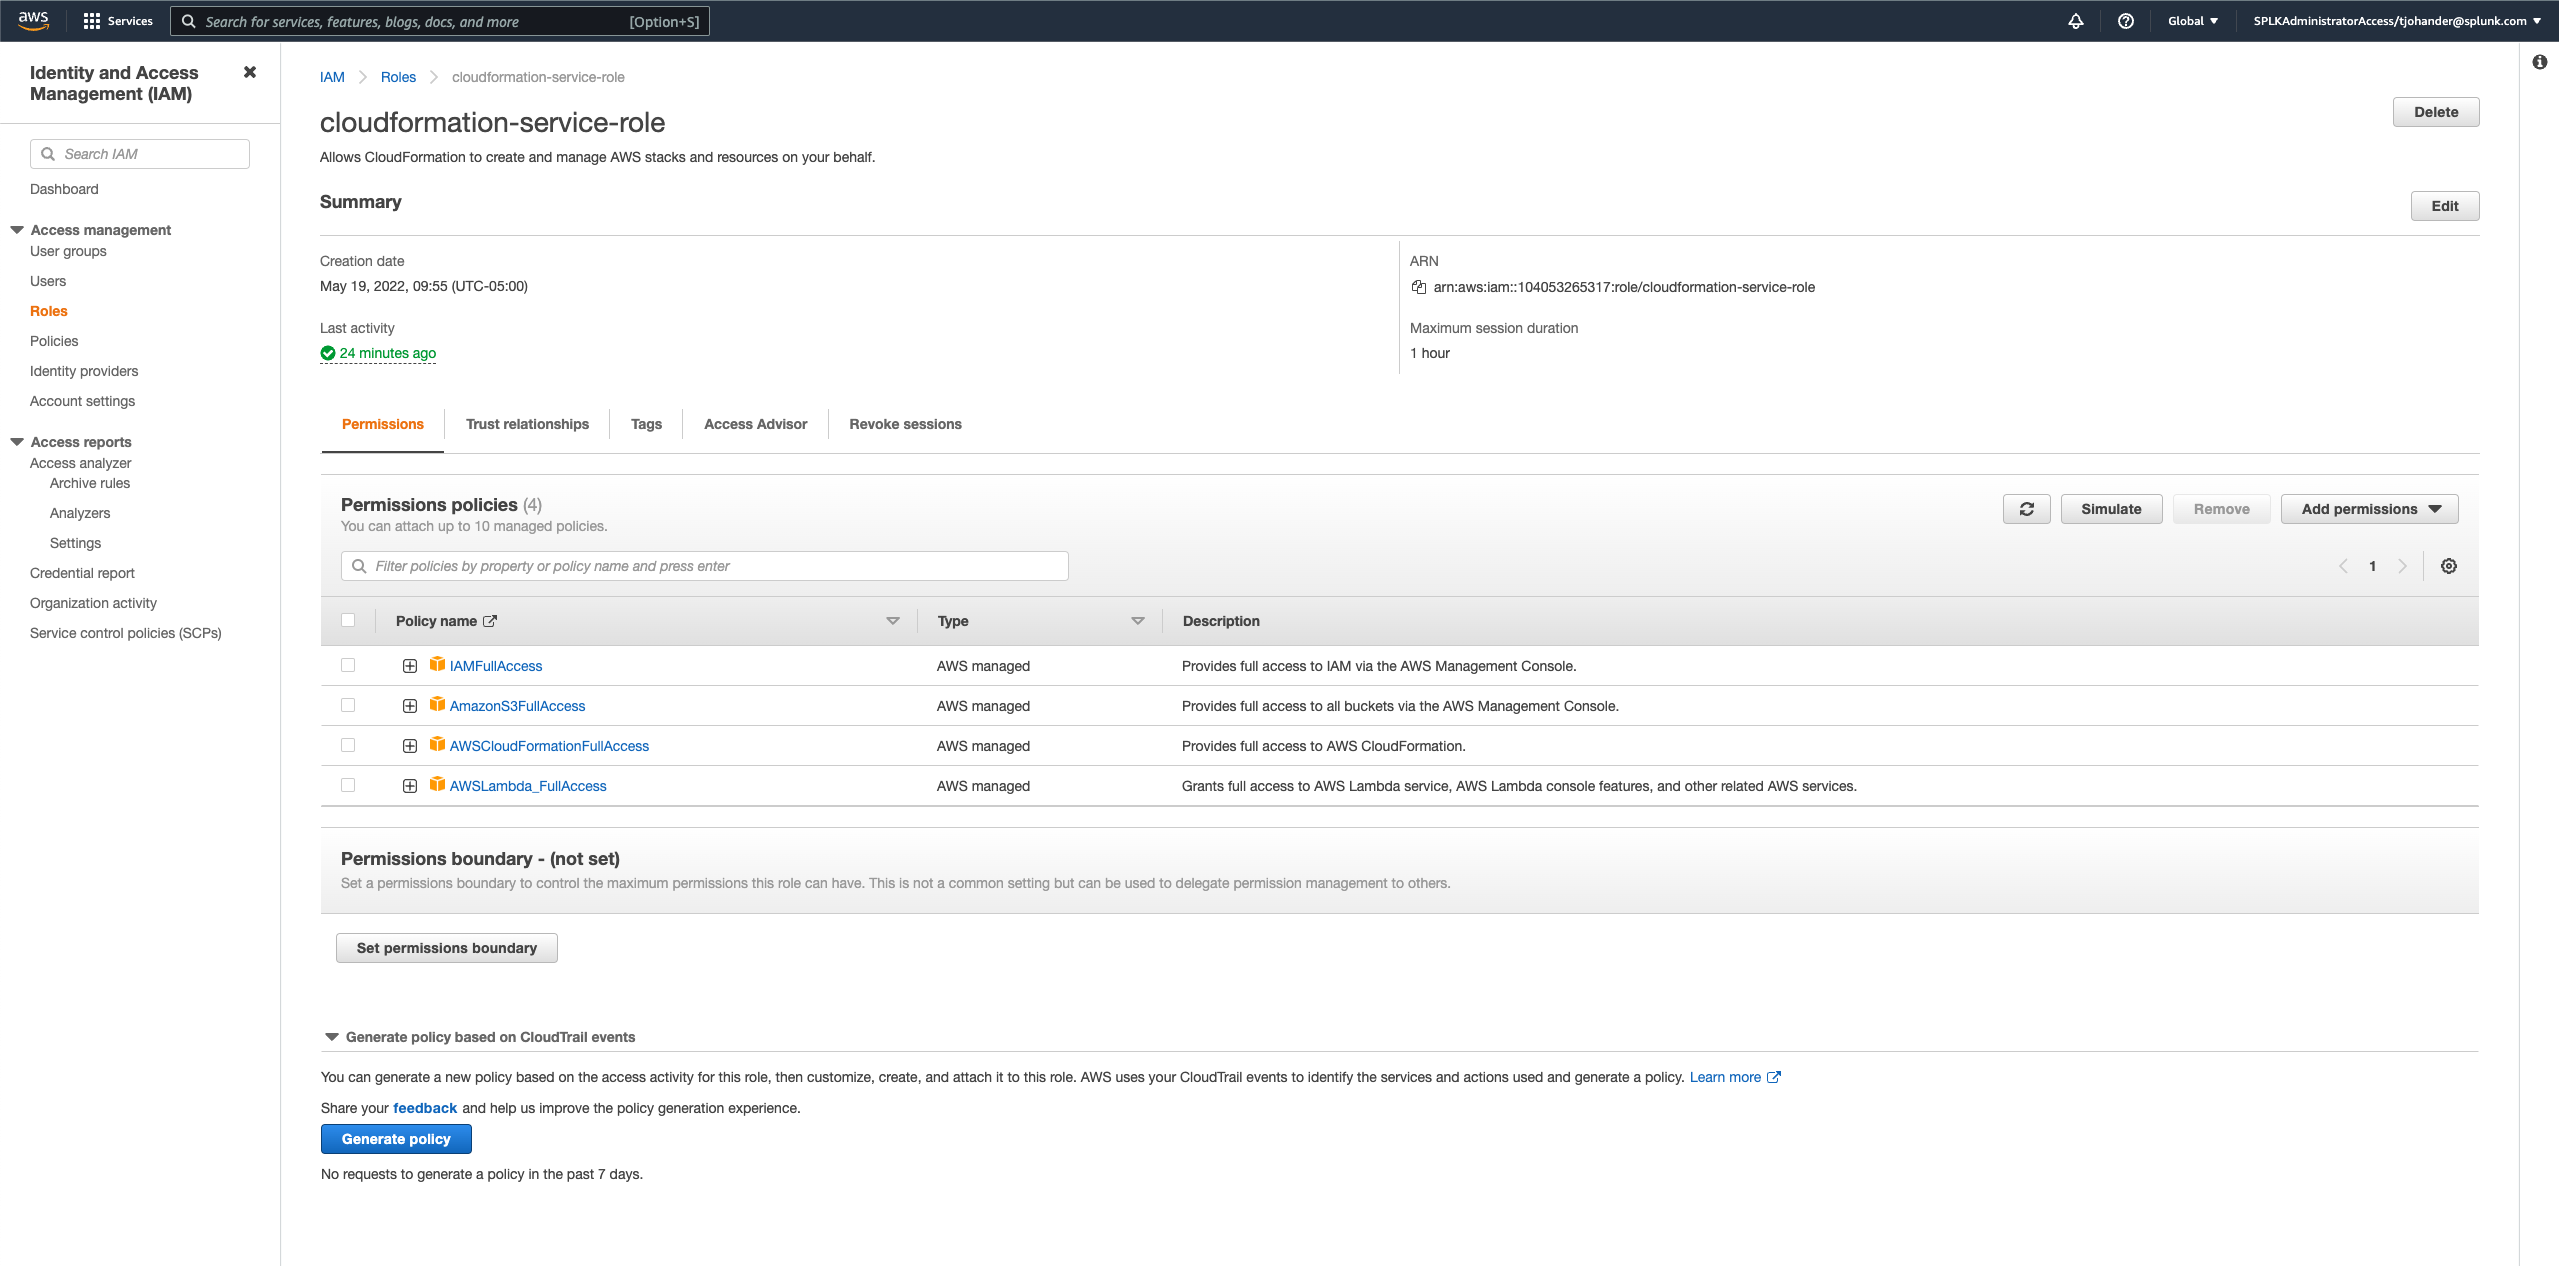 aws
Services
Search for services, features, blogs, docs, and more [Option+S]
Global
SPLKAdministratorAccess/tjohander@splunk.com
Identity and Access
Management (IAM)
Search IAM
Dashboard
Access management
User groups
Users
Roles
Policies
Identity providers
Account settings
Access reports
Access analyzer
Archive rules
Analyzers
Settings
Credential report
Organization activity
Service control policies (SCPs)
IAM > Roles > cloudformation-service-role
cloudformation-service-role
Delete
Allows CloudFormation to create and manage AWS stacks and resources on your behalf.
Summary
Edit
Creation date
May 19, 2022, 09:55 (UTC-05:00)
ARN
arn:aws:iam::104053265317:role/cloudformation-service-role
Last activity
24 minutes ago
Maximum session duration
1 hour
Permissions
Trust relationships
Tags
Access Advisor
Revoke sessions
Permissions policies (4)
You can attach up to 10 managed policies.
Simulate
Remove
Add permissions
Filter policies by property or policy name and press enter
1
Policy name
Type
Description
IAMFullAccess AWS managed Provides full access to IAM via the AWS Management Console.
AmazonS3FullAccess AWS managed Provides full access to all buckets via the AWS Management Console.
AWSCloudFormationFullAccess AWS managed Provides full access to AWS CloudFormation.
AWSLambda_FullAccess AWS managed Grants full access to AWS Lambda service, AWS Lambda console features, and other related AWS services.
Permissions boundary - (not set)
Set a permissions boundary to control the maximum permissions this role can have. This is not a common setting but can be used to delegate permission management to others.
Set permissions boundary
Generate policy based on CloudTrail events
You can generate a new policy based on the access activity for this role, then customize, create, and attach it to this role. AWS uses your CloudTrail events to identify the services and actions used and generate a policy. Learn more
Share your feedback and help us improve the policy generation experience.
Generate policy
No requests to generate a policy in the past 7 days.